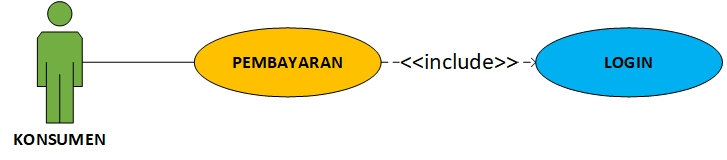 PEMBAYARAN
<<include>>
LOGIN
KONSUMEN